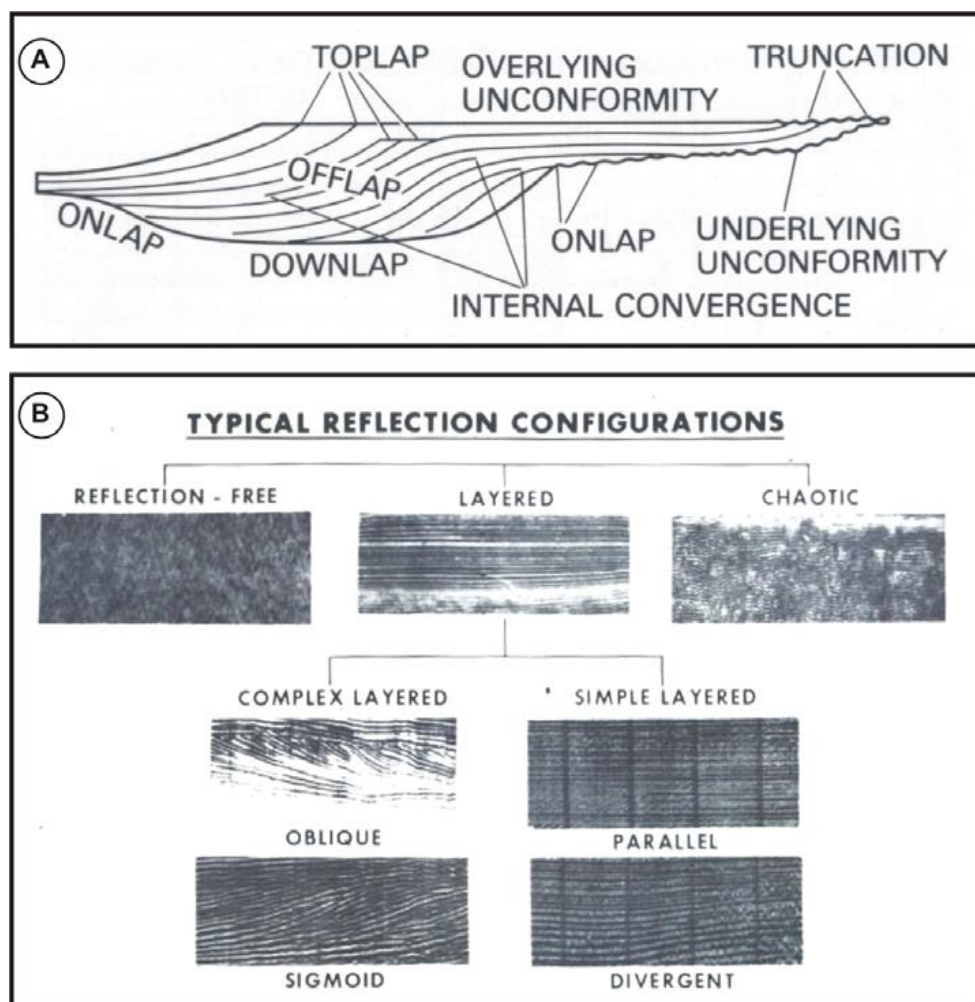 A
TOPLAP
OVERLYING
UNCONFORMITY
TRUNCATION
OFFLAP
ONLAP
DOWNLAP
ONLAP
UNDERLYING
UNCONFORMITY
INTERNAL CONVERGENCE
B
TYPICAL REFLECTION CONFIGURATIONS
REFLECTION - FREE
LAYERED
CHAOTIC
COMPLEX LAYERED
SIMPLE LAYERED
OBLIQUE
PARALLEL
SIGMOID
DIVERGENT